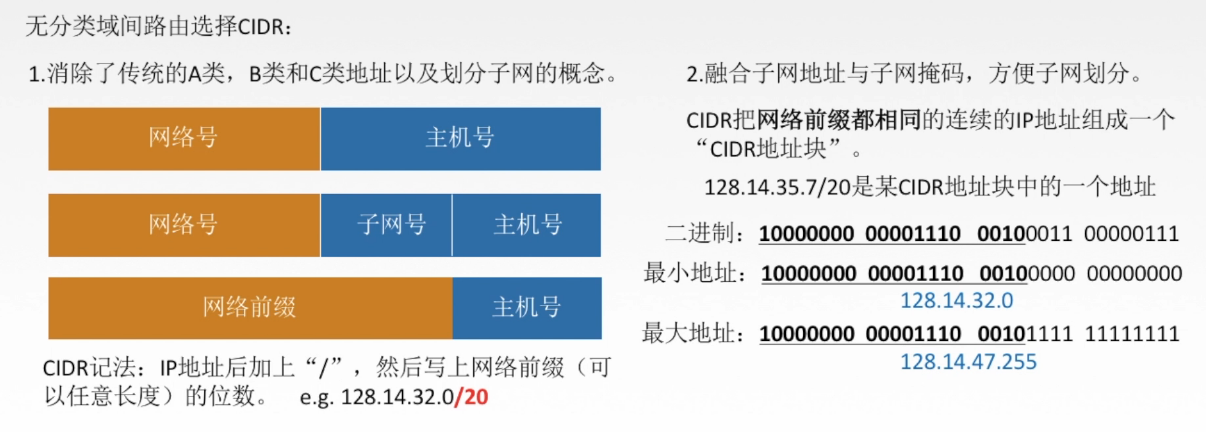 无分类域间路由选择CIDR：
1.消除了传统的A类，B类和C类地址以及划分子网的概念。
网络号 主机号
网络号 子网号 主机号
网络前缀 主机号
CIDR记法：IP地址后加上“/”，然后写上网络前缀（可
以任意长度）的位数。 e.g. 128.14.32.0/20
2.融合子网地址与子网掩码，方便子网划分。
CIDR把网络前缀都相同的连续的IP地址组成一个
“CIDR地址块”。
128.14.35.7/20是某CIDR地址块中的一个地址
二进制：10000000 00001110 00100011 00000111
最小地址：10000000 00001110 00100000 00000000
128.14.32.0
最大地址：10000000 00001110 00101111 11111111
128.14.47.255